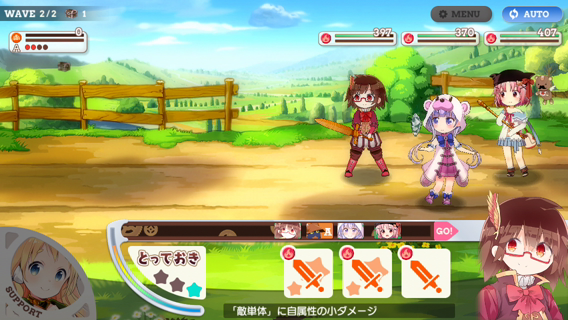 WAVE 2/2 1
MENU
AUTO
0
A
397
370
407
A
GO!
とっておき
SUPPORT
「敵単体」に自属性の小ダメージ